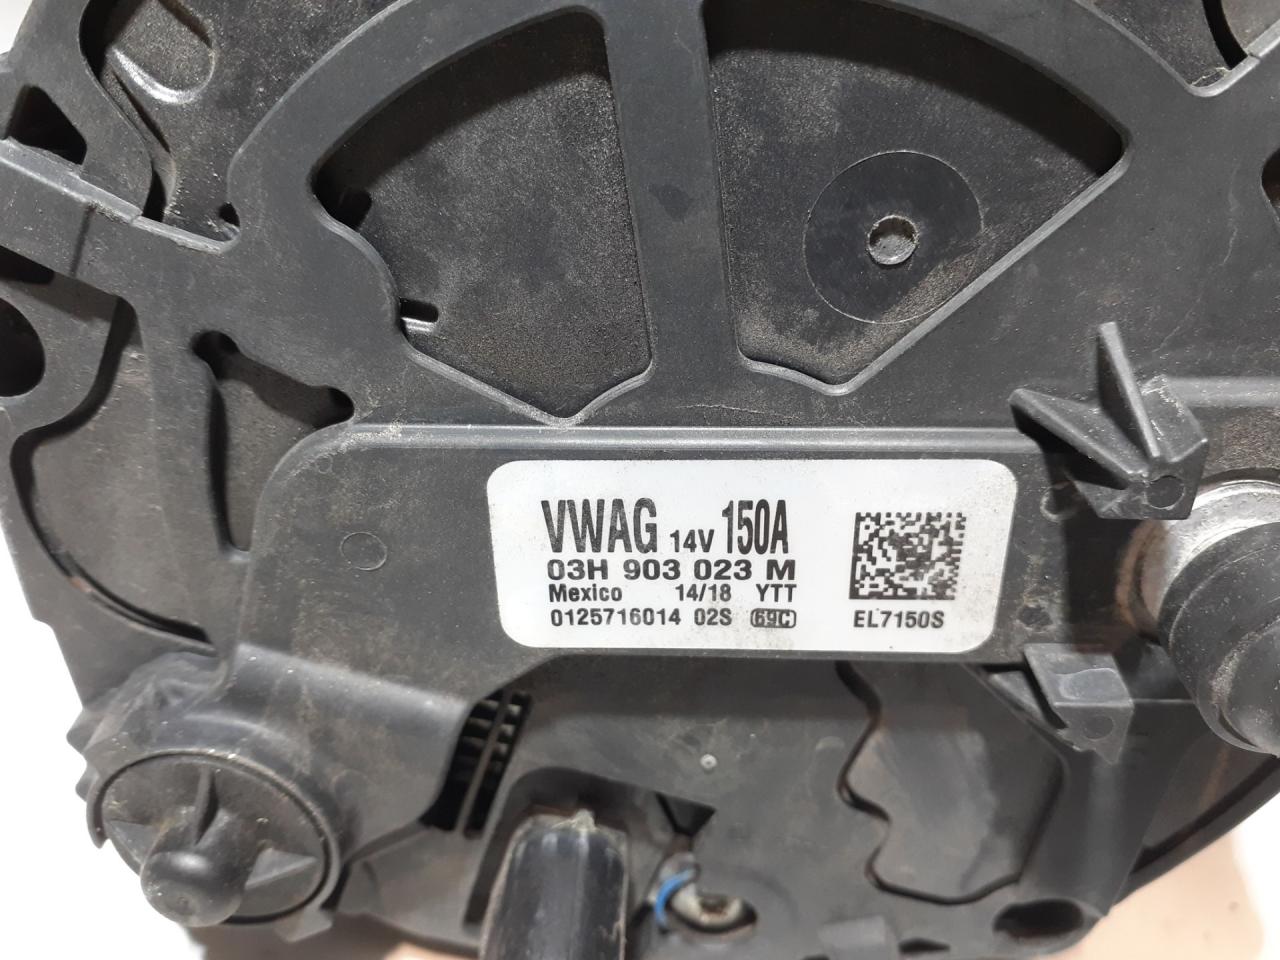 VWAG 14V 150A
03H 903 023 M
Mexico 14/18 YTT
0125716014 02S 69C
EL7150S